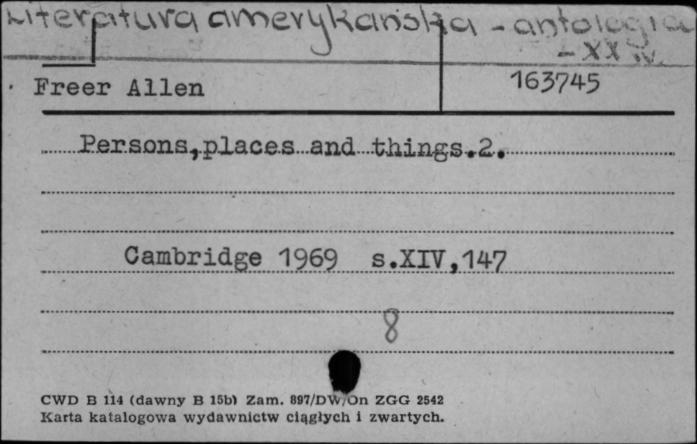 Literatura amerykańska - antologia
- XX w.
Freer Allen 163745
Persons,places and things.2.
Cambridge 1969 s.XIV,147
8
CWD B 114 (dawny B 15b) Zam. 897/DW/On ZGG 2542
Karta katalogowa wydawnictw ciągłych i zwartych.